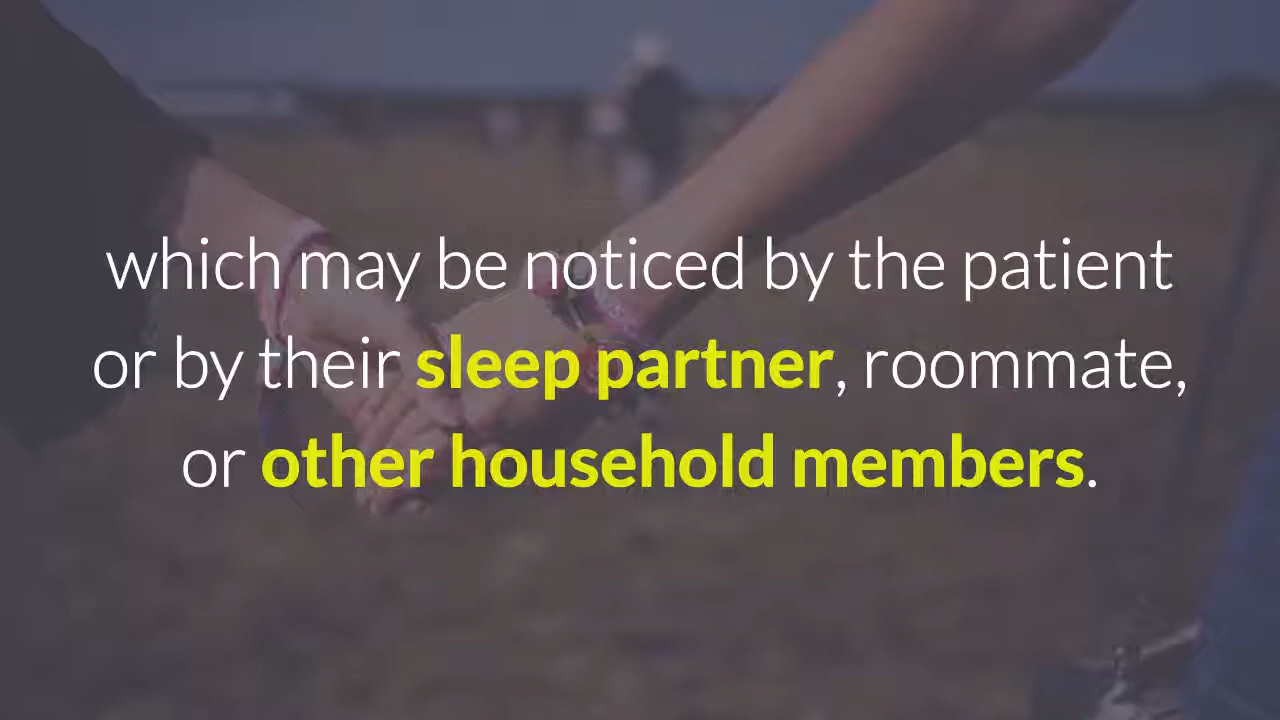 which may be noticed by the patient
or by their sleep partner, roommate,
or other household members.